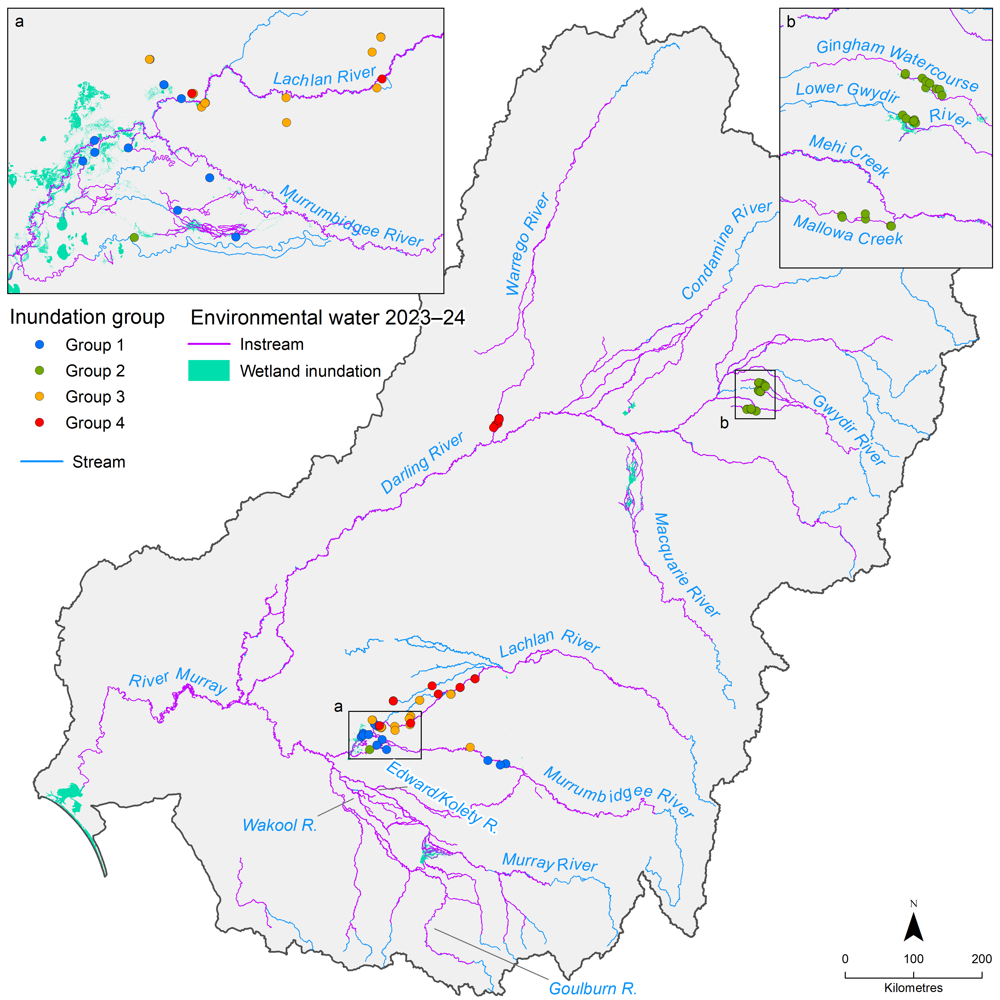 a
Lachlan River
Murrumbidgee River
b
Gingham Watercourse
Lower Gwydir River
Mehi Creek
Mallowa Creek
Inundation group
Group 1
Group 2
Group 3
Group 4
Stream
Environmental water 2023–24
Instream
Wetland inundation
Warrego River
Condamine River
Gwydir River
b
Darling River
Macquarie River
Lachlan River
River Murray
a
Edward/Kolety R.
Murrumbidgee River
Wakool R.
Murray River
Goulburn R.
N
0 100 200
Kilometres